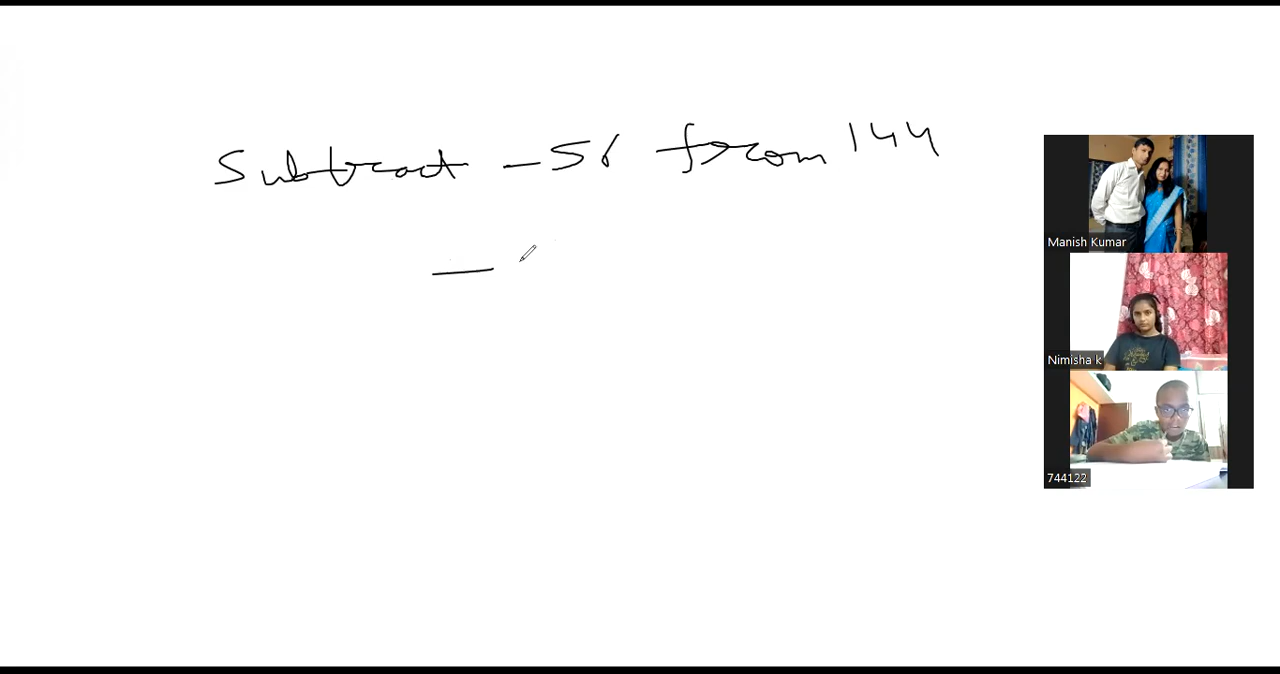 Subtract -56 from 144
—
Manish Kumar
Nimisha k
744122